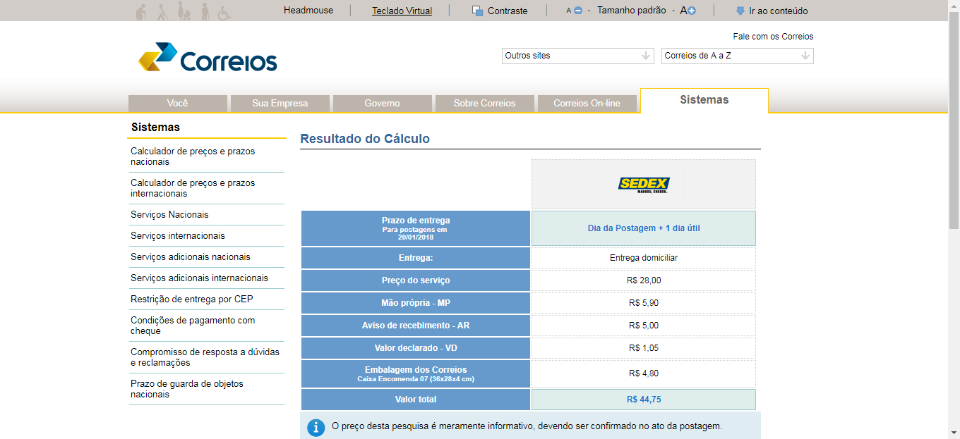 Headmouse
Teclado Virtual
Contraste
A - Tamanho padrão - A
Ir ao conteúdo
Fale com os Correios
Correios
Outros sites
Correios de A a Z
Você
Sua Empresa
Governo
Sobre Correios
Correios On-line
Sistemas
Sistemas
Calculador de preços e prazos
nacionais
Calculador de preços e prazos
internacionais
Serviços Nacionais
Serviços internacionais
Serviços adicionais nacionais
Serviços adicionais internacionais
Restrição de entrega por CEP
Condições de pagamento com
cheque
Compromisso de resposta a dúvidas
e reclamações
Prazo de guarda de objetos
nacionais
Resultado do Cálculo
SEDEX
Prazo de entrega
Para postagens em
20/01/2018
Dia da Postagem + 1 dia útil
Entrega:
Entrega domiciliar
Preço do serviço
R$ 28,00
Mão própria - MP
R$ 5,90
Aviso de recebimento - AR
R$ 5,00
Valor declarado - VD
R$ 1,05
Embalagem dos Correios
Caixa Encomenda 07 (36x28x4 cm)
R$ 4,80
Valor total
R$ 44,75
O preço desta pesquisa é meramente informativo, devendo ser confirmado no ato da postagem.